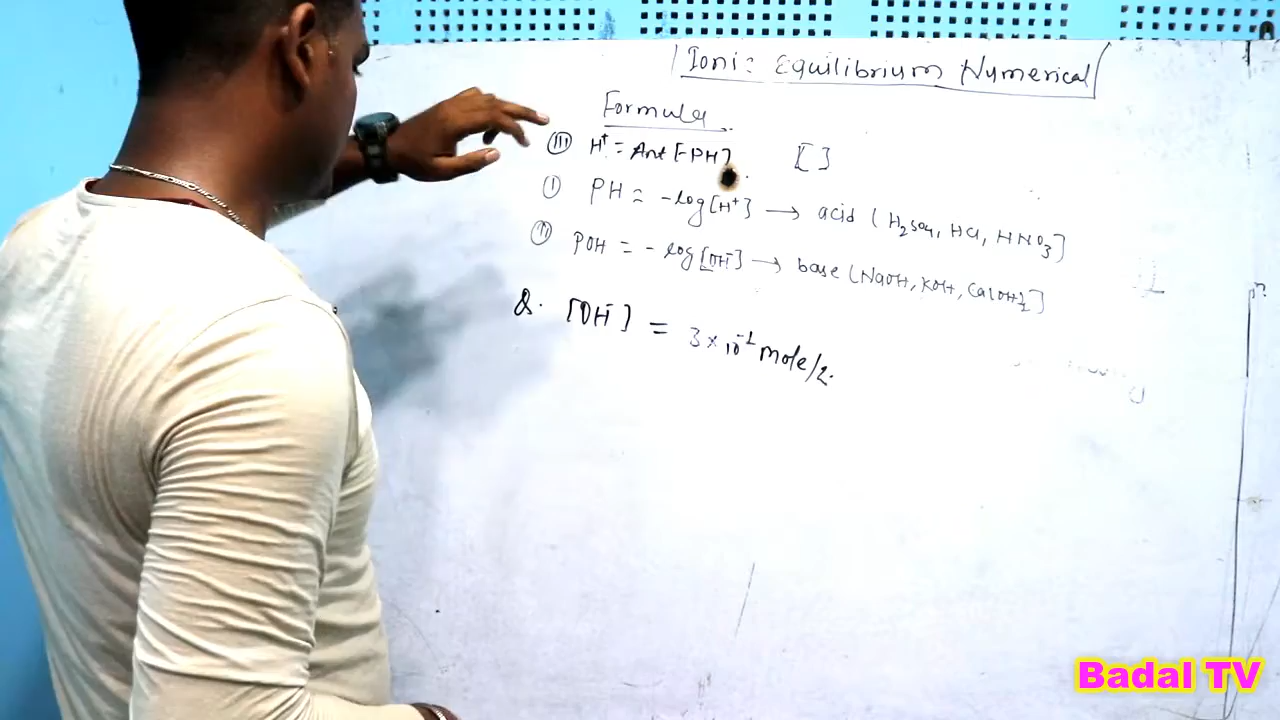 Ionic Equilibrium Numerical
Formula
(III) H⁺ = Ant [-PH] [ ]
(I) PH = -log[H⁺] → acid (H₂SO₄, HCl, HNO₃]
(II) POH = -log[OH⁻] → base (NaOH, KOH, Ca(OH)₂]
Q. [OH⁻] = 3 × 10⁻² mole/L.
Badal TV